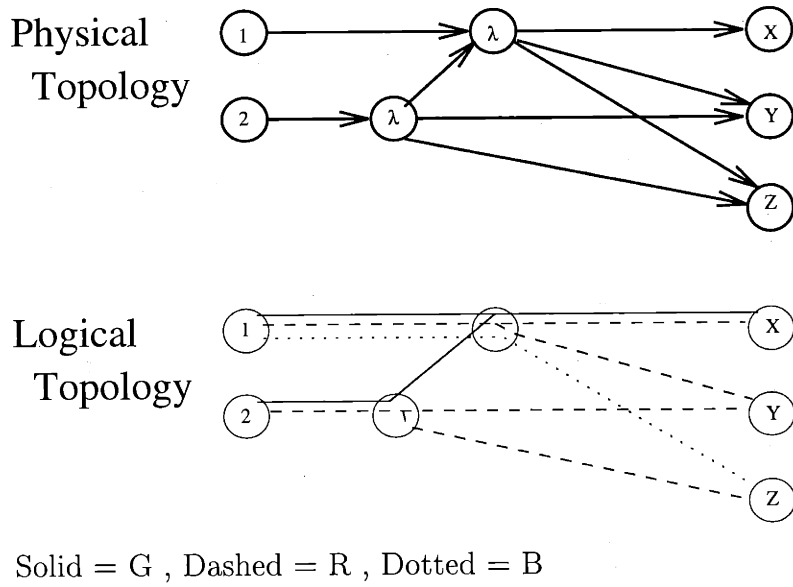 Physical
Topology
1
λ
X
2
λ
Y
Z
Logical
Topology
1
X
2
Y
Z
Solid = G , Dashed = R , Dotted = B